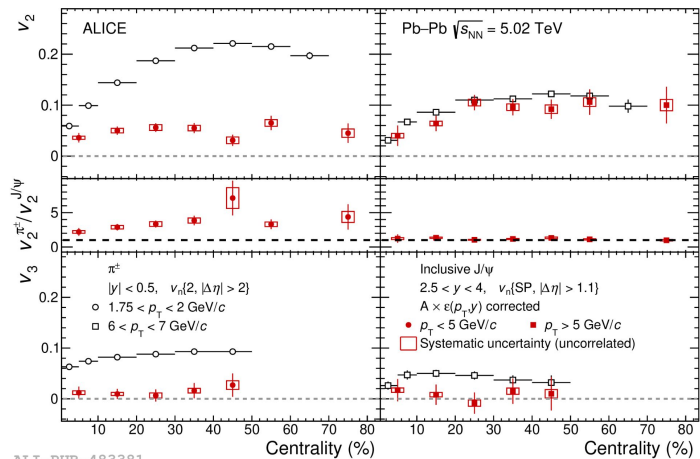 v2
ALICE
Pb–Pb √sNN = 5.02 TeV
0.2
0.1
0
v2π±/v2J/ψ
5
0
v3
π±
|y| < 0.5, vn{2, |Δη| > 2}
1.75 < pT < 2 GeV/c
6 < pT < 7 GeV/c
Inclusive J/ψ
2.5 < y < 4, vn{SP, |Δη| > 1.1}
A × ε(pT,y) corrected
pT < 5 GeV/c pT > 5 GeV/c
Systematic uncertainty (uncorrelated)
0.2
0.1
0
0 10 20 30 40 50 60 70 80
10 20 30 40 50 60 70 80
Centrality (%)
Centrality (%)